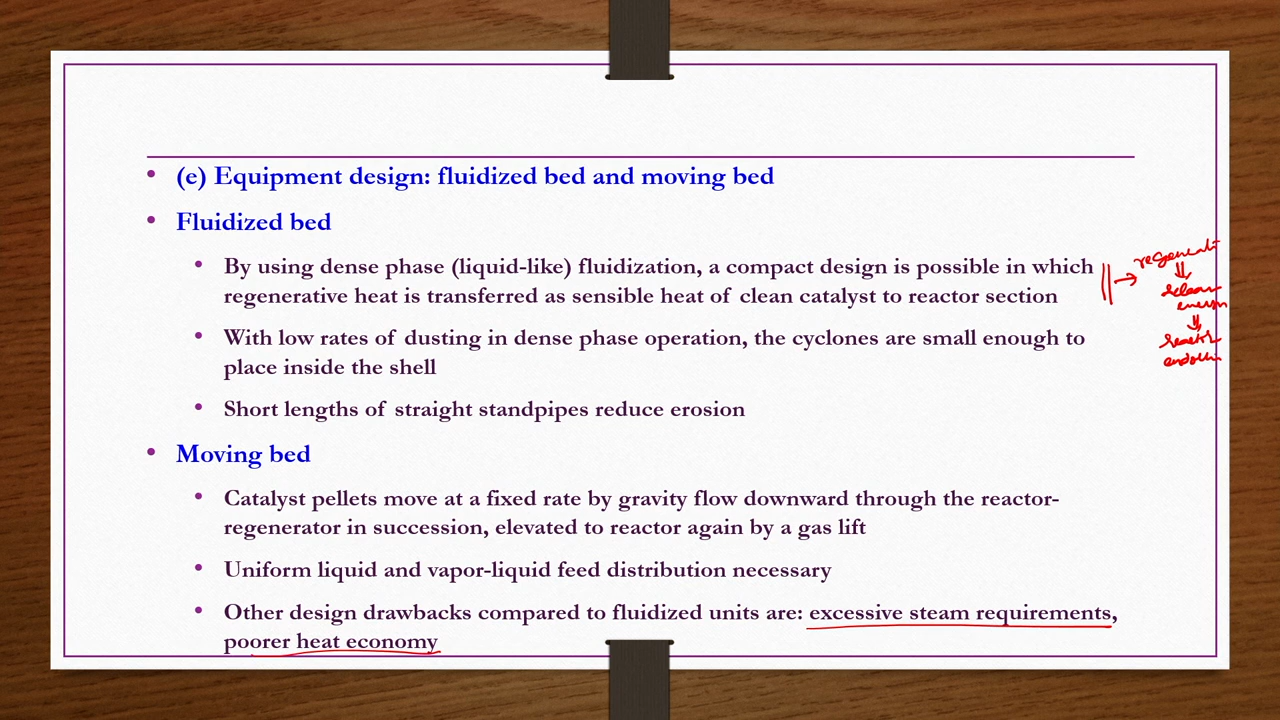 (e) Equipment design: fluidized bed and moving bed
Fluidized bed
By using dense phase (liquid-like) fluidization, a compact design is possible in which
regenerative heat is transferred as sensible heat of clean catalyst to reactor section
With low rates of dusting in dense phase operation, the cyclones are small enough to
place inside the shell
Short lengths of straight standpipes reduce erosion
Moving bed
Catalyst pellets move at a fixed rate by gravity flow downward through the reactor-
regenerator in succession, elevated to reactor again by a gas lift
Uniform liquid and vapor-liquid feed distribution necessary
Other design drawbacks compared to fluidized units are: excessive steam requirements,
poorer heat economy